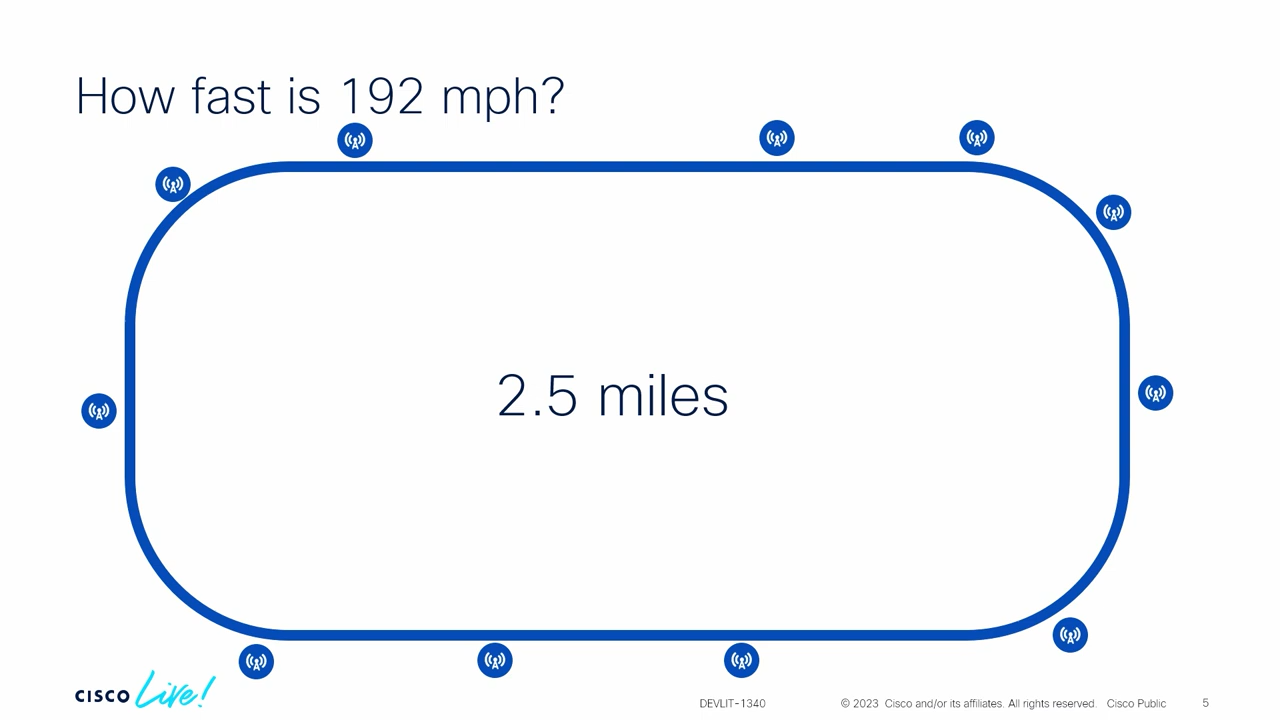 How fast is 192 mph?
2.5 miles
CISCO Live!
DEVLIT-1340
© 2023 Cisco and/or its affiliates. All rights reserved. Cisco Public
5